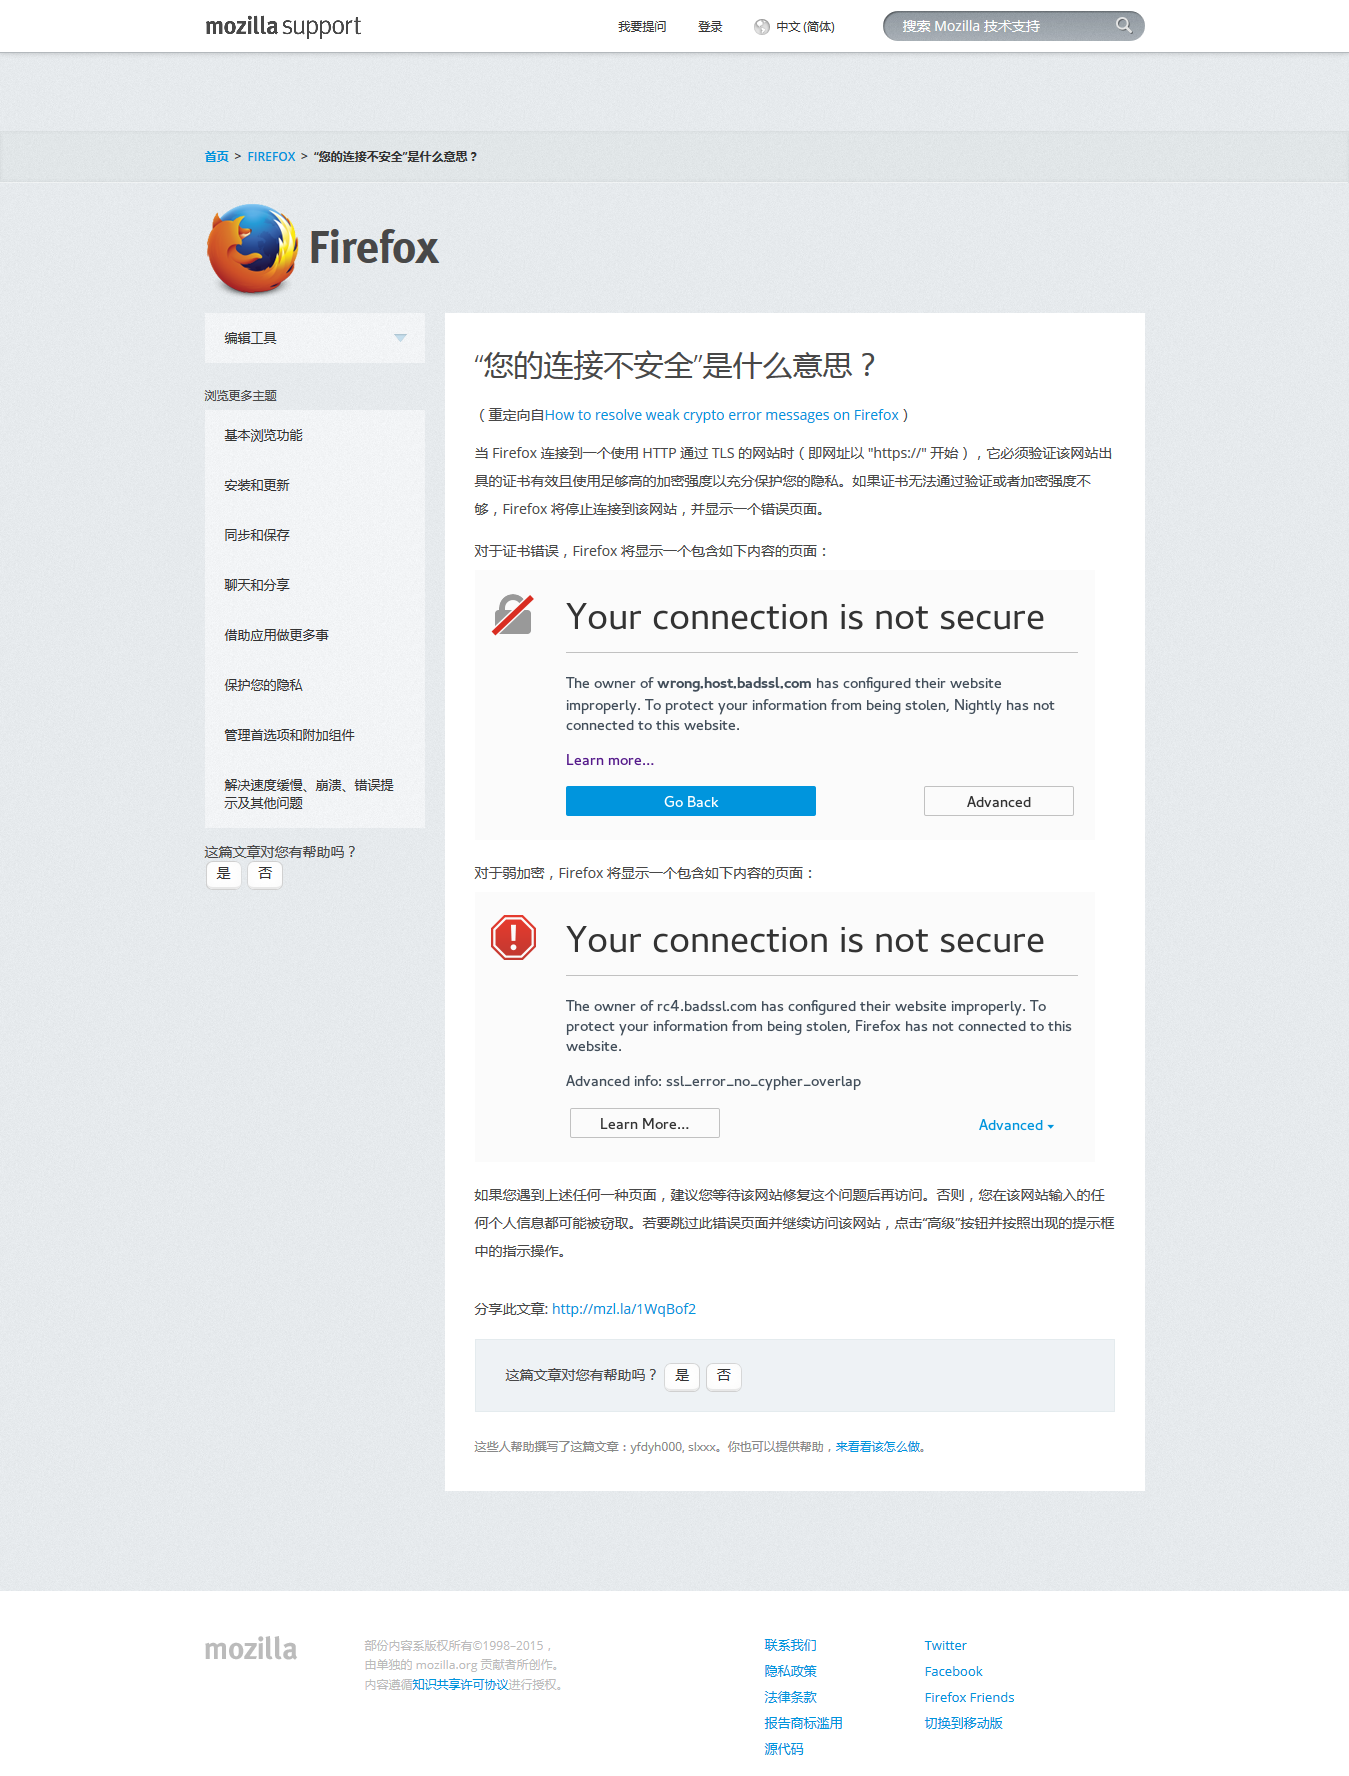 mozilla support
我要提问
登录
中文 (简体)
搜索 Mozilla 技术支持
首页 > FIREFOX > “您的连接不安全”是什么意思？
Firefox
编辑工具
浏览更多主题
基本浏览功能
安装和更新
同步和保存
聊天和分享
借助应用做更多事
保护您的隐私
管理首选项和附加组件
解决速度缓慢、崩溃、错误提
示及其他问题
这篇文章对您有帮助吗？
是 否
“您的连接不安全”是什么意思？
（重定向自How to resolve weak crypto error messages on Firefox ）
当 Firefox 连接到一个使用 HTTP 通过 TLS 的网站时（即网址以 "https://" 开始），它必须验证该网站出
具的证书有效且使用足够高的加密强度以充分保护您的隐私。如果证书无法通过验证或者加密强度不
够，Firefox 将停止连接到该网站，并显示一个错误页面。
对于证书错误，Firefox 将显示一个包含如下内容的页面：
Your connection is not secure
The owner of wrong.host.badssl.com has configured their website
improperly. To protect your information from being stolen, Nightly has not
connected to this website.
Learn more...
Go Back
Advanced
对于弱加密，Firefox 将显示一个包含如下内容的页面：
Your connection is not secure
The owner of rc4.badssl.com has configured their website improperly. To
protect your information from being stolen, Firefox has not connected to this
website.
Advanced info: ssl_error_no_cypher_overlap
Learn More...
Advanced
如果您遇到上述任何一种页面，建议您等待该网站修复这个问题后再访问。否则，您在该网站输入的任
何个人信息都可能被窃取。若要跳过此错误页面并继续访问该网站，点击“高级”按钮并按照出现的提示框
中的指示操作。
分享此文章: http://mzl.la/1WqBof2
这篇文章对您有帮助吗？ 是 否
这些人帮助撰写了这篇文章：yfdyh000, slxxx。你也可以提供帮助，来看看该怎么做。
mozilla
部份内容系版权所有©1998–2015，
由单独的 mozilla.org 贡献者所创作。
内容遵循知识共享许可协议进行授权。
联系我们
隐私政策
法律条款
报告商标滥用
源代码
Twitter
Facebook
Firefox Friends
切换到移动版